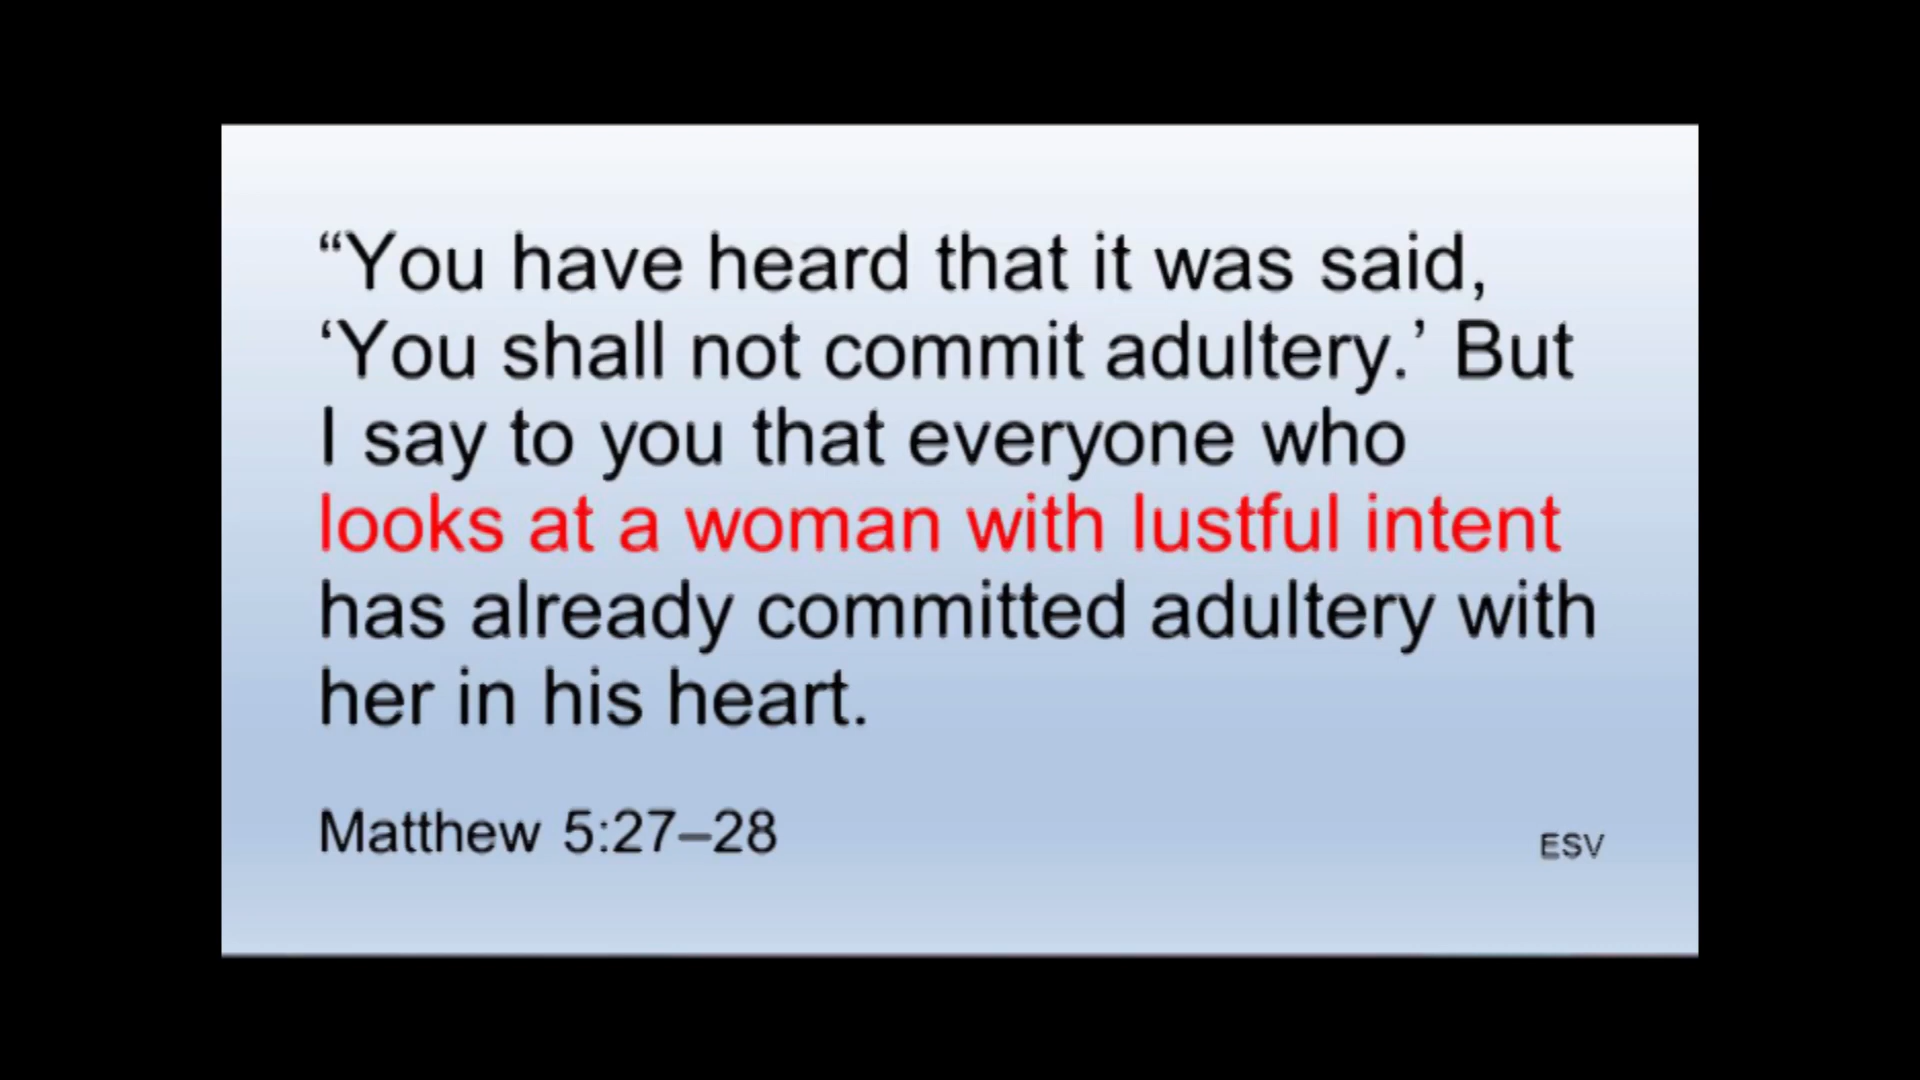 “You have heard that it was said,
‘You shall not commit adultery.’ But
I say to you that everyone who
looks at a woman with lustful intent
has already committed adultery with
her in his heart.
Matthew 5:27–28
ESV